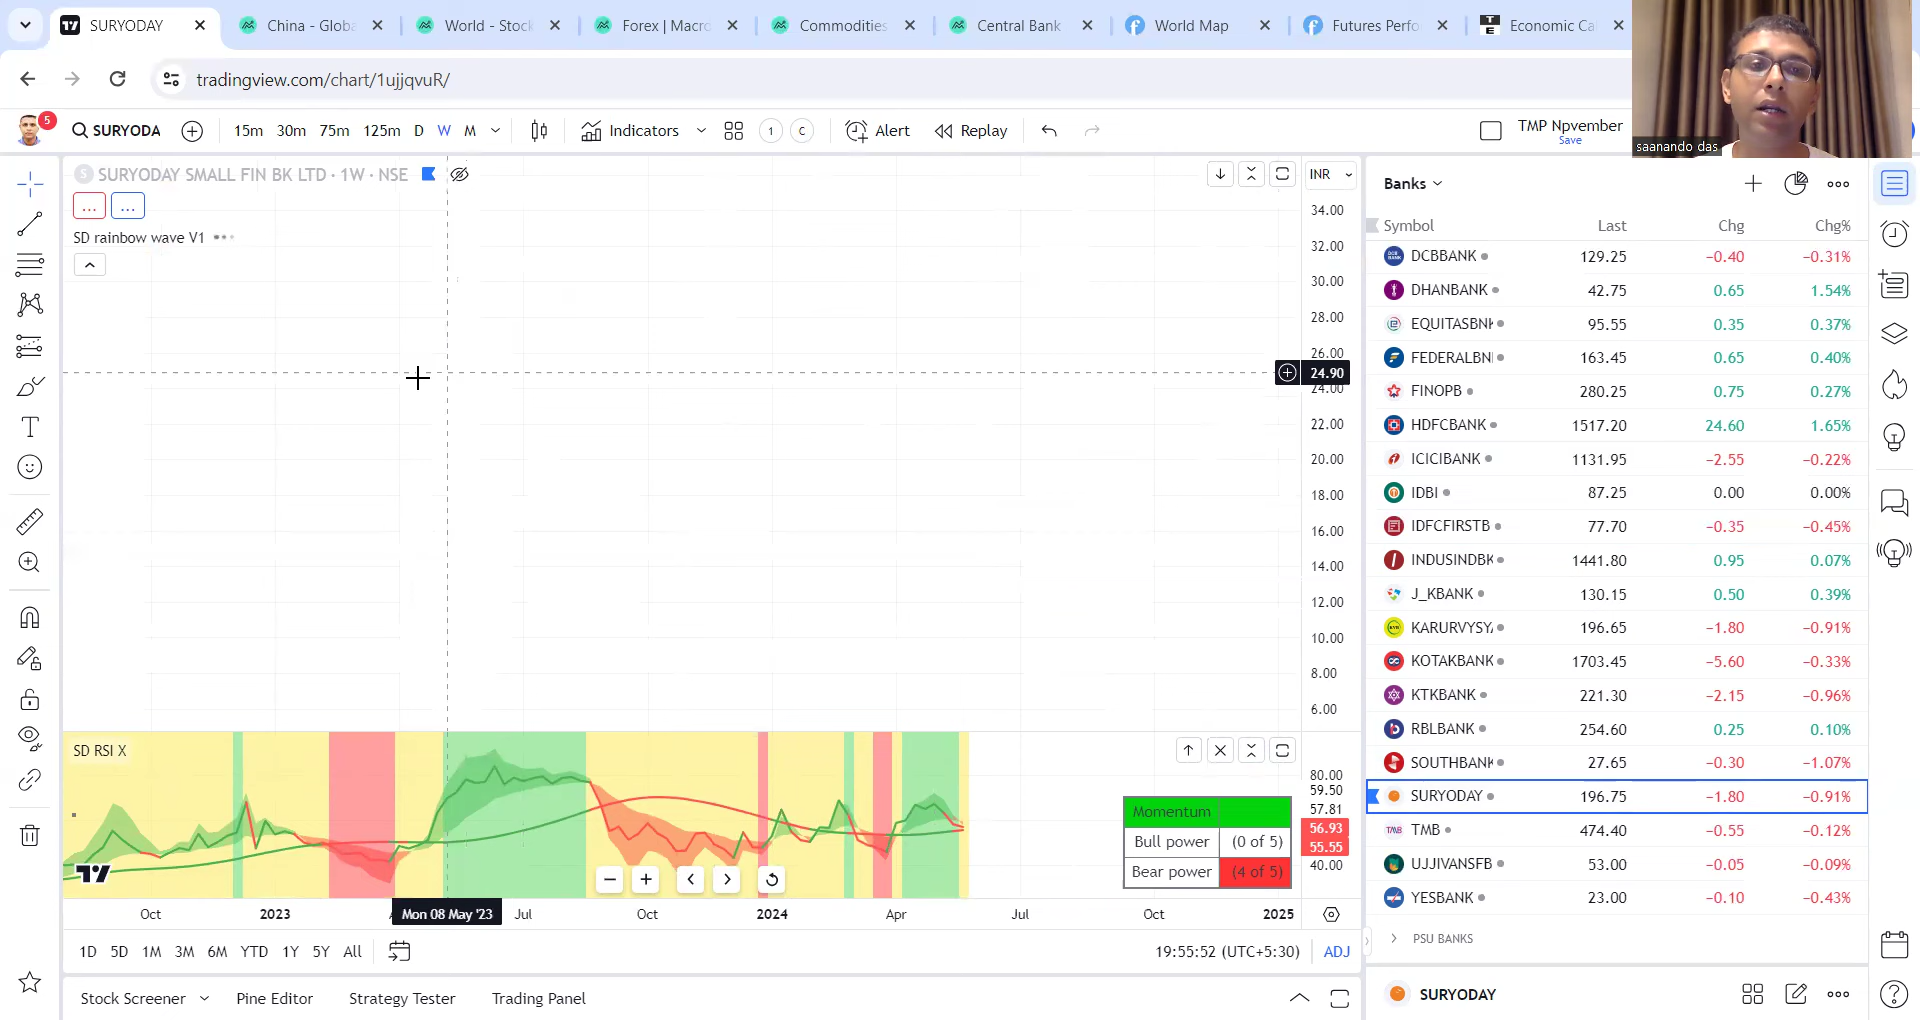 SURYODAY
China - Globa
World - Stock
Forex | Macro
Commodities
Central Bank
World Map
Futures Perfo
Economic Ca
tradingview.com/chart/1ujjqvuR/
5
SURYODA
15m 30m 75m 125m D W M
Indicators
1
C
Alert
Replay
TMP Npvember
Save
saanando das
S
SURYODAY SMALL FIN BK LTD · 1W · NSE
INR
SD rainbow wave V1
34.00
32.00
30.00
28.00
26.00
24.90
24.00
22.00
20.00
18.00
16.00
14.00
12.00
10.00
8.00
6.00
SD RSI X
80.00
59.50
57.81
56.93
55.55
40.00
Momentum
Bull power (0 of 5)
Bear power (4 of 5)
Oct 2023 A Mon 08 May '23 Jul Oct 2024 Apr Jul Oct 2025
1D 5D 1M 3M 6M YTD 1Y 5Y All
19:55:52 (UTC+5:30) ADJ
Stock Screener Pine Editor Strategy Tester Trading Panel
Banks
Symbol Last Chg Chg%
DCBBANK 129.25 −0.40 −0.31%
DHANBANK 42.75 0.65 1.54%
EQUITASBNK 95.55 0.35 0.37%
FEDERALBN 163.45 0.65 0.40%
FINOPB 280.25 0.75 0.27%
HDFCBANK 1517.20 24.60 1.65%
ICICIBANK 1131.95 −2.55 −0.22%
IDBI 87.25 0.00 0.00%
IDFCFIRSTB 77.70 −0.35 −0.45%
INDUSINDBK 1441.80 0.95 0.07%
J_KBANK 130.15 0.50 0.39%
KARURVYSY 196.65 −1.80 −0.91%
KOTAKBANK 1703.45 −5.60 −0.33%
KTKBANK 221.30 −2.15 −0.96%
RBLBANK 254.60 0.25 0.10%
SOUTHBANK 27.65 −0.30 −1.07%
SURYODAY 196.75 −1.80 −0.91%
TMB 474.40 −0.55 −0.12%
UJJIVANSFB 53.00 −0.05 −0.09%
YESBANK 23.00 −0.10 −0.43%
PSU BANKS
SURYODAY